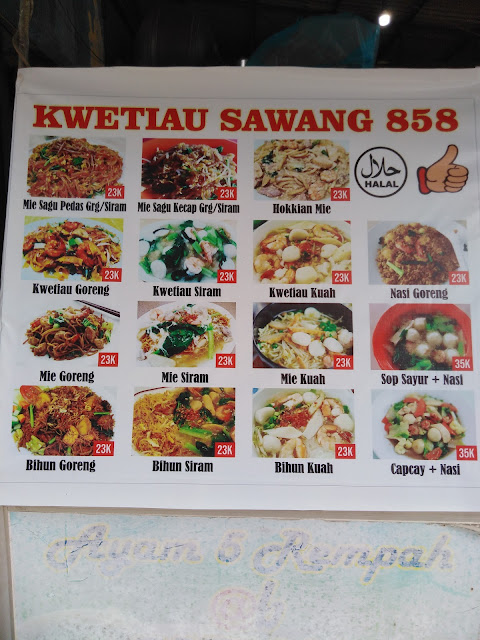 KWETIAU SAWANG 858
23K 23K 23K
حلال
HALAL
Mie Sagu Pedas Grg/Siram Mie Sagu Kecap Grg/Siram Hokkian Mie
23K 23K 23K 23K
Kwetiau Goreng Kwetiau Siram Kwetiau Kuah Nasi Goreng
23K 23K 23K 35K
Mie Goreng Mie Siram Mie Kuah Sop Sayur + Nasi
23K 23K 23K 35K
Bihun Goreng Bihun Siram Bihun Kuah Capcay + Nasi
Ayam 6 Rempah